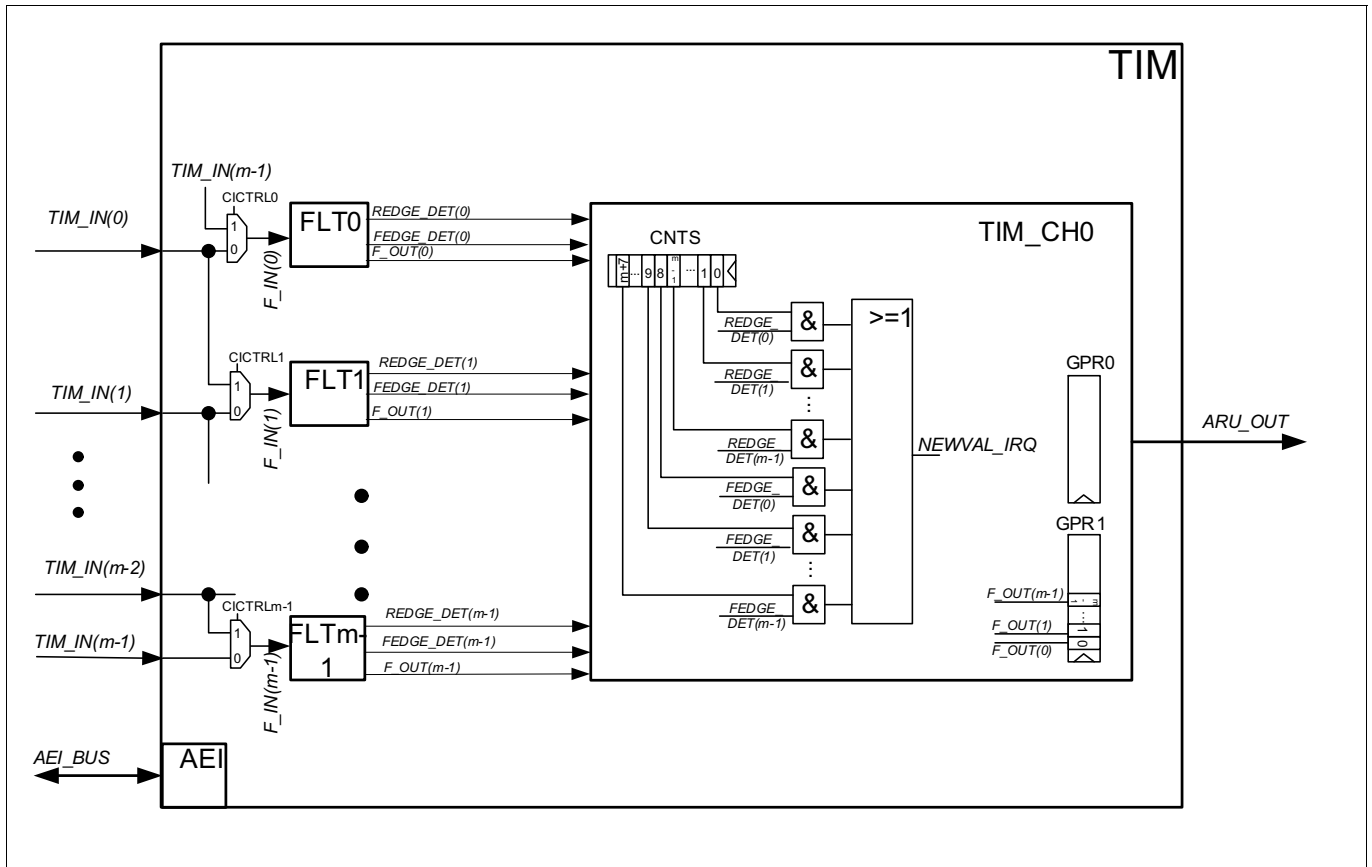 TIM
TIM_IN(m-1)
CICTRL0
TIM_IN(0)
1
0
F_IN(0)
FLT0
REDGE_DET(0)
FEDGE_DET(0)
F_OUT(0)
CICTRL1
TIM_IN(1)
1
0
F_IN(1)
FLT1
REDGE_DET(1)
FEDGE_DET(1)
F_OUT(1)
TIM_IN(m-2)
CICTRLm-1
TIM_IN(m-1)
1
0
F_IN(m-1)
FLTm-
1
REDGE_DET(m-1)
FEDGE_DET(m-1)
F_OUT(m-1)
AEI_BUS
AEI
TIM_CH0
CNTS
m+7 ... 9 8 m-1 ... 1 0
REDGE_
DET(0)
&
REDGE_
DET(1)
&
...
REDGE_
DET(m-1)
&
FEDGE_
DET(0)
&
FEDGE_
DET(1)
&
...
FEDGE_
DET(m-1)
&
>=1
NEWVAL_IRQ
GPR0
GPR1
F_OUT(m-1)
F_OUT(1)
F_OUT(0)
m-1 ... 1 0
ARU_OUT